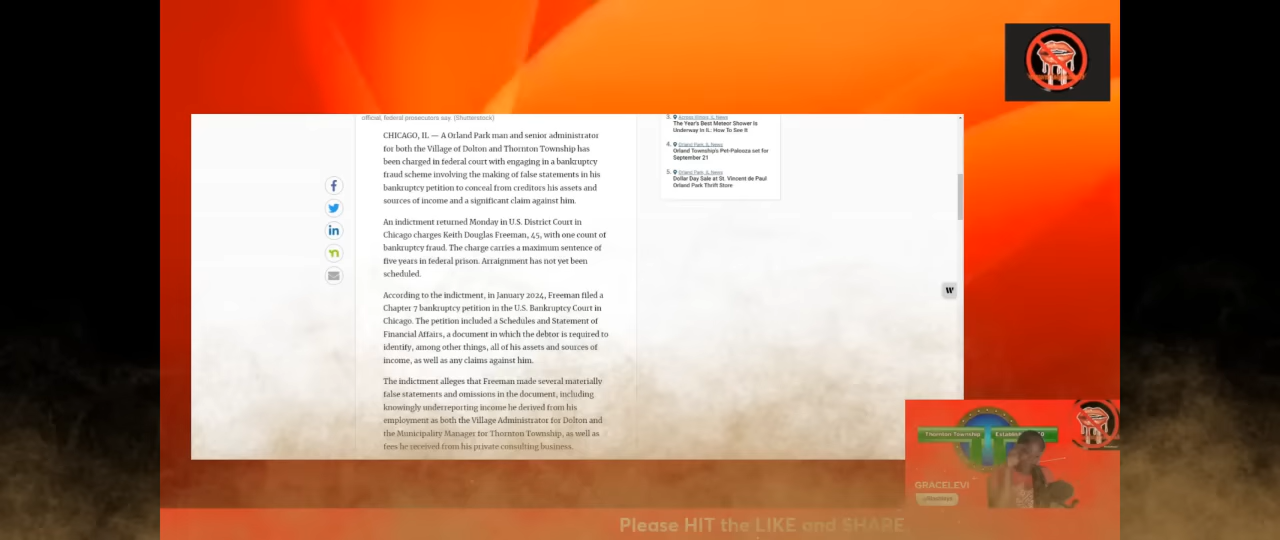 official, federal prosecutors say. (Shutterstock)
CHICAGO, IL — A Orland Park man and senior administrator
for both the Village of Dolton and Thornton Township has
been charged in federal court with engaging in a bankruptcy
fraud scheme involving the making of false statements in his
bankruptcy petition to conceal from creditors his assets and
sources of income and a significant claim against him.
An indictment returned Monday in U.S. District Court in
Chicago charges Keith Douglas Freeman, 45, with one count of
bankruptcy fraud. The charge carries a maximum sentence of
five years in federal prison. Arraignment has not yet been
scheduled.
According to the indictment, in January 2024, Freeman filed a
Chapter 7 bankruptcy petition in the U.S. Bankruptcy Court in
Chicago. The petition included a Schedules and Statement of
Financial Affairs, a document in which the debtor is required to
identify, among other things, all of his assets and sources of
income, as well as any claims against him.
The indictment alleges that Freeman made several materially
false statements and omissions in the document, including
knowingly underreporting income he derived from his
employment as both the Village Administrator for Dolton and
the Municipality Manager for Thornton Township, as well as
fees he received from his private consulting business.
3. Across Illinois, IL News
The Year's Best Meteor Shower Is
Underway In IL: How To See It
4. Orland Park, IL News
Orland Township's Pet-Palooza set for
September 21
5. Orland Park, IL News
Dollar Day Sale at St. Vincent de Paul
Orland Park Thrift Store
W
Thornton Township
GRACELEVI
Please HIT the LIKE and SHARE